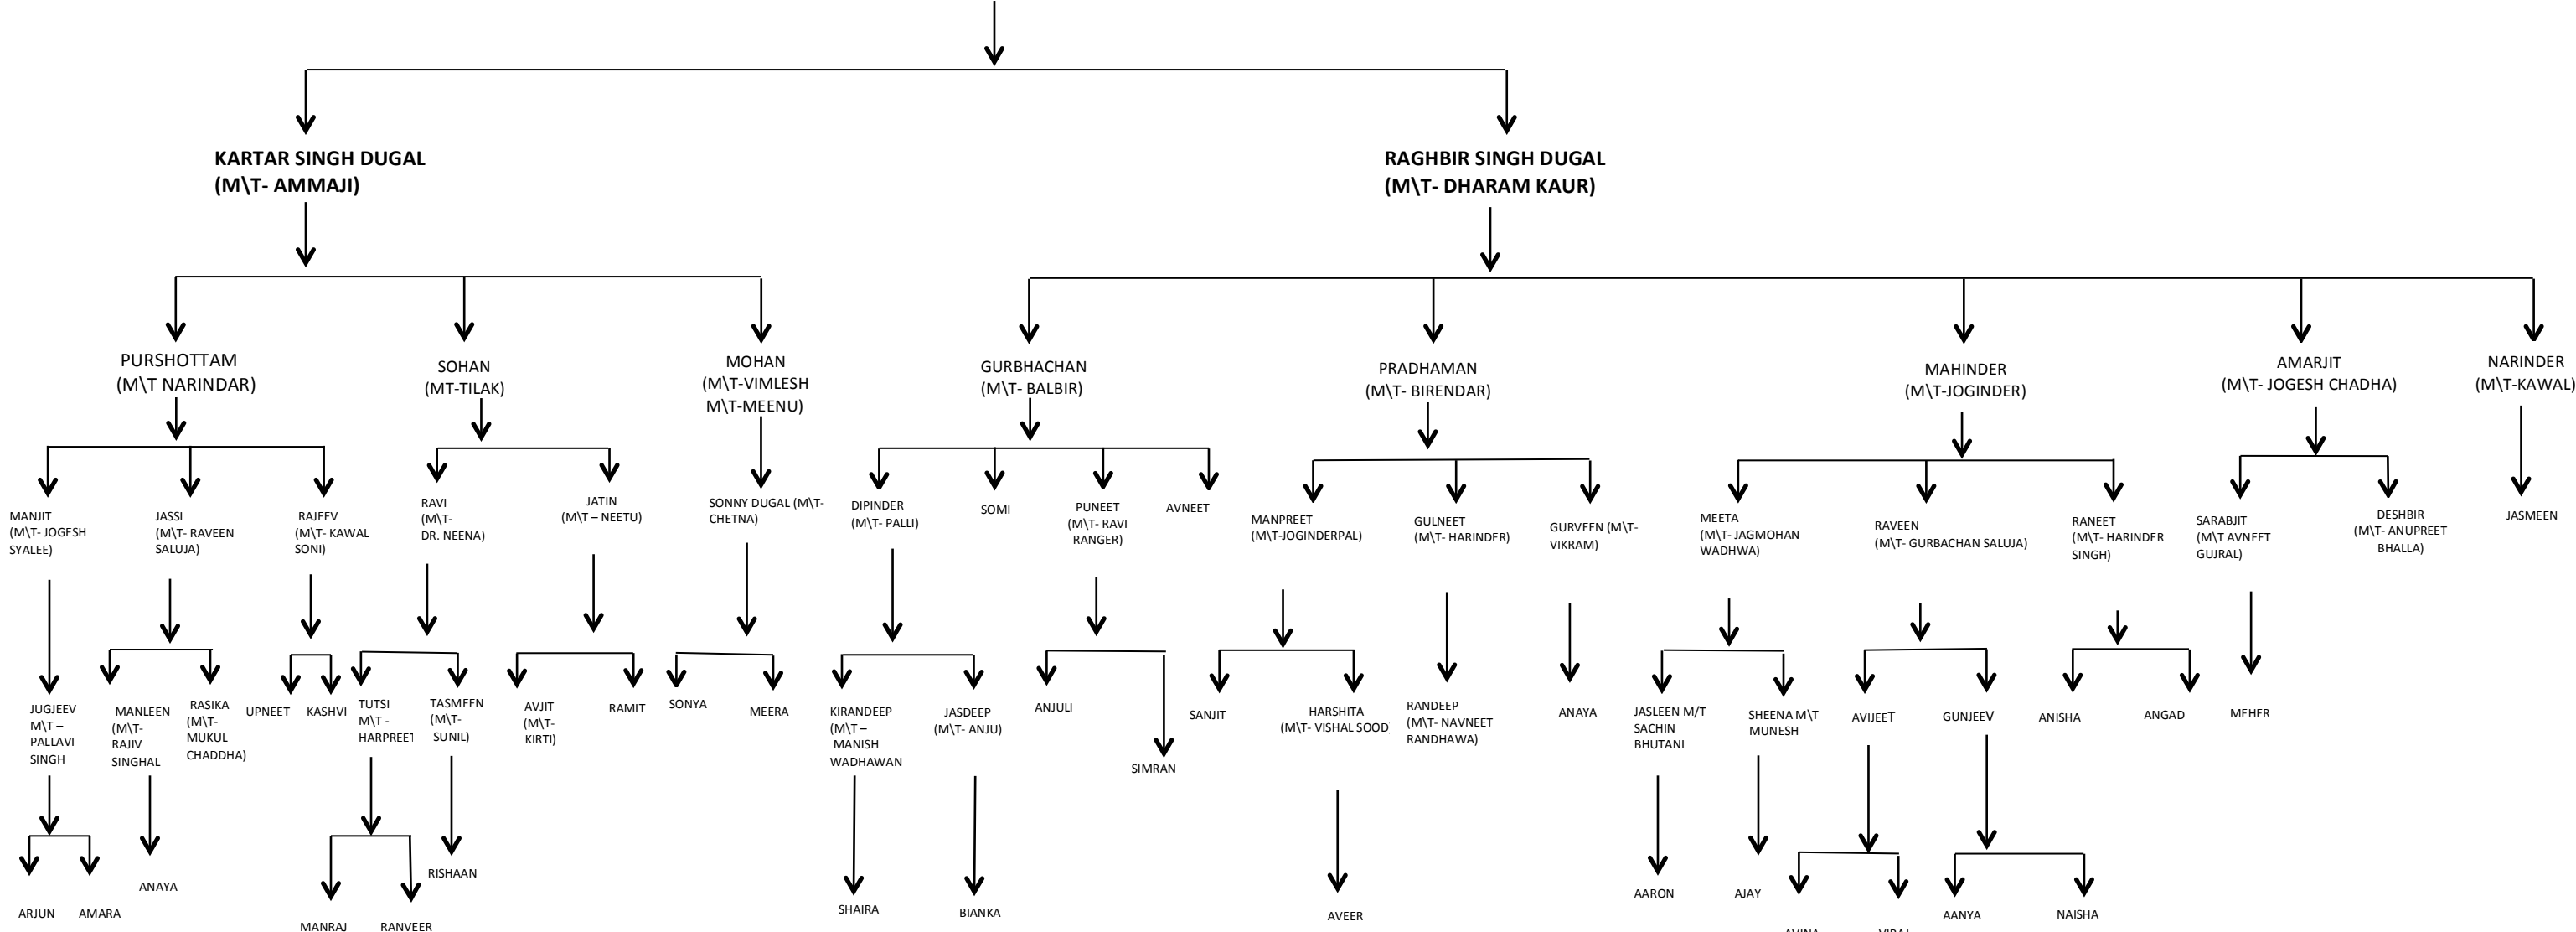 KARTAR SINGH DUGAL
(M\T- AMMAJI)
RAGHBIR SINGH DUGAL
(M\T- DHARAM KAUR)
PURSHOTTAM
(M\T NARINDAR)
SOHAN
(MT-TILAK)
MOHAN
(M\T-VIMLESH
M\T-MEENU)
GURBHACHAN
(M\T- BALBIR)
PRADHAMAN
(M\T- BIRENDAR)
MAHINDER
(M\T-JOGINDER)
AMARJIT
(M\T- JOGESH CHADHA)
NARINDER
(M\T-KAWAL)
MANJIT
(M\T- JOGESH
SYALEE)
JASSI
(M\T- RAVEEN
SALUJA)
RAJEEV
(M\T- KAWAL
SONI)
RAVI
(M\T-
DR. NEENA)
JATIN
(M\T – NEETU)
SONNY DUGAL (M\T-
CHETNA)
DIPINDER
(M\T- PALLI)
SOMI
PUNEET
(M\T- RAVI
RANGER)
AVNEET
MANPREET
(M\T-JOGINDERPAL)
GULNEET
(M\T- HARINDER)
GURVEEN (M\T-
VIKRAM)
MEETA
(M\T- JAGMOHAN
WADHWA)
RAVEEN
(M\T- GURBACHAN SALUJA)
RANEET
(M\T- HARINDER
SINGH)
SARABJIT
(M\T AVNEET
GUJRAL)
DESHBIR
(M\T- ANUPREET
BHALLA)
JASMEEN
JUGJEEV
M\T –
PALLAVI
SINGH
MANLEEN
(M\T-
RAJIV
SINGHAL
RASIKA
(M\T-
MUKUL
CHADDHA)
UPNEET
KASHVI
TUTSI
M\T -
HARPREET
TASMEEN
(M\T-
SUNIL)
AVJIT
(M\T-
KIRTI)
RAMIT
SONYA
MEERA
KIRANDEEP
(M\T –
MANISH
WADHAWAN
JASDEEP
(M\T- ANJU)
ANJULI
SIMRAN
SANJIT
HARSHITA
(M\T- VISHAL SOOD
RANDEEP
(M\T- NAVNEET
RANDHAWA)
ANAYA
JASLEEN M/T
SACHIN
BHUTANI
SHEENA M\T
MUNESH
AVIJEET
GUNJEEV
ANISHA
ANGAD
MEHER
ARJUN
AMARA
ANAYA
MANRAJ
RANVEER
RISHAAN
SHAIRA
BIANKA
AVEER
AARON
AJAY
AANYA
NAISHA